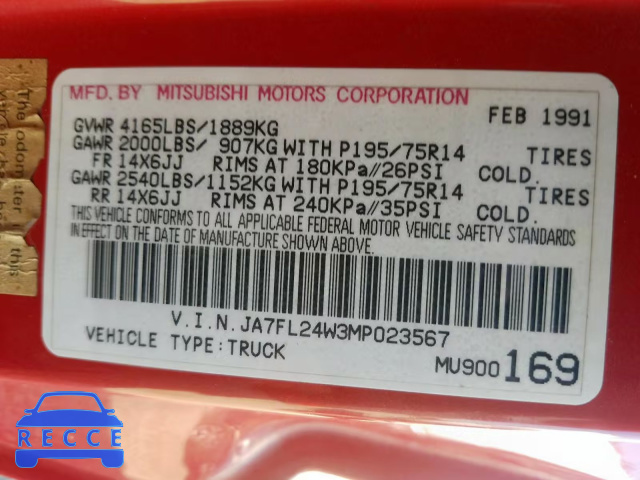 MFD. BY MITSUBISHI MOTORS CORPORATION
FEB 1991
GVWR 4165LBS/1889KG
GAWR 2000LBS/ 907KG WITH P195/75R14 TIRES
FR 14X6JJ RIMS AT 180KPa//26PSI COLD.
GAWR 2540LBS/1152KG WITH P195/75R14 TIRES
RR 14X6JJ RIMS AT 240KPa//35PSI COLD.
THIS VEHICLE CONFORMS TO ALL APPLICABLE FEDERAL MOTOR VEHICLE SAFETY STANDARDS
IN EFFECT ON THE DATE OF MANUFACTURE SHOWN ABOVE.
V.I.N.JA7FL24W3MP023567
VEHICLE TYPE:TRUCK
MU900 169
The odometer
this
RECCE